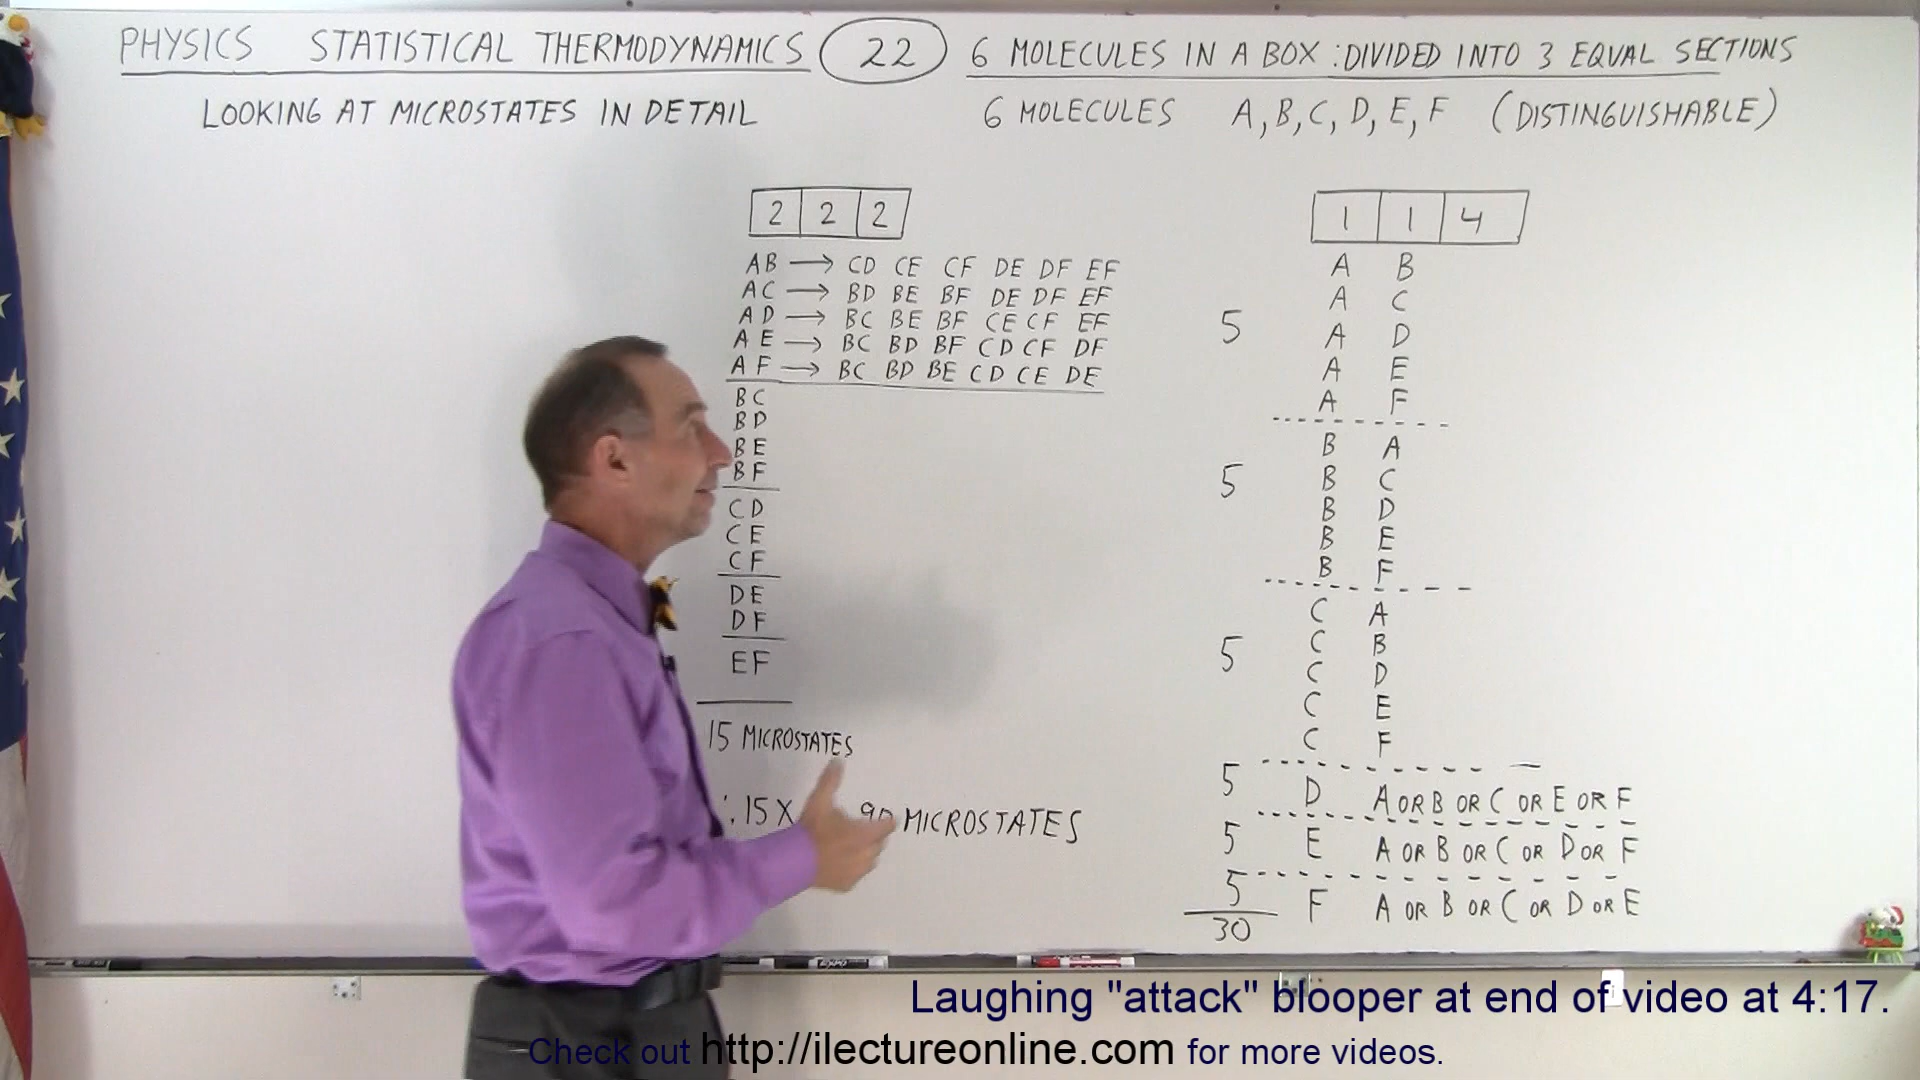 PHYSICS STATISTICAL THERMODYNAMICS 22 6 MOLECULES IN A BOX : DIVIDED INTO 3 EQUAL SECTIONS
LOOKING AT MICROSTATES IN DETAIL
6 MOLECULES A, B, C, D, E, F (DISTINGUISHABLE)
2 2 2
AB → CD CE CF DE DF EF
AC → BD BE BF DE DF EF
AD → BC BE BF CE CF EF
AE → BC BD BF CD CF DF
AF → BC BD BE CD CE DE
BC
BD
BE
BF
CD
CE
CF
DE
DF
EF
15 MICROSTATES
15 X 90 MICROSTATES
1 1 4
A B
A C
5 A D
A E
A F
B A
5 B C
B D
B E
B F
C A
C B
5 C D
C E
C F
5 D A OR B OR C OR E OR F
5 E A OR B OR C OR D OR F
5 F A OR B OR C OR D OR E
30
Laughing "attack" blooper at end of video at 4:17.
Check out http://ilectureonline.com for more videos.